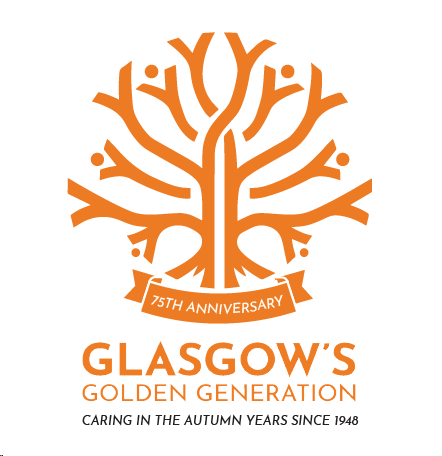 75TH ANNIVERSARY
GLASGOW'S
GOLDEN GENERATION
CARING IN THE AUTUMN YEARS SINCE 1948